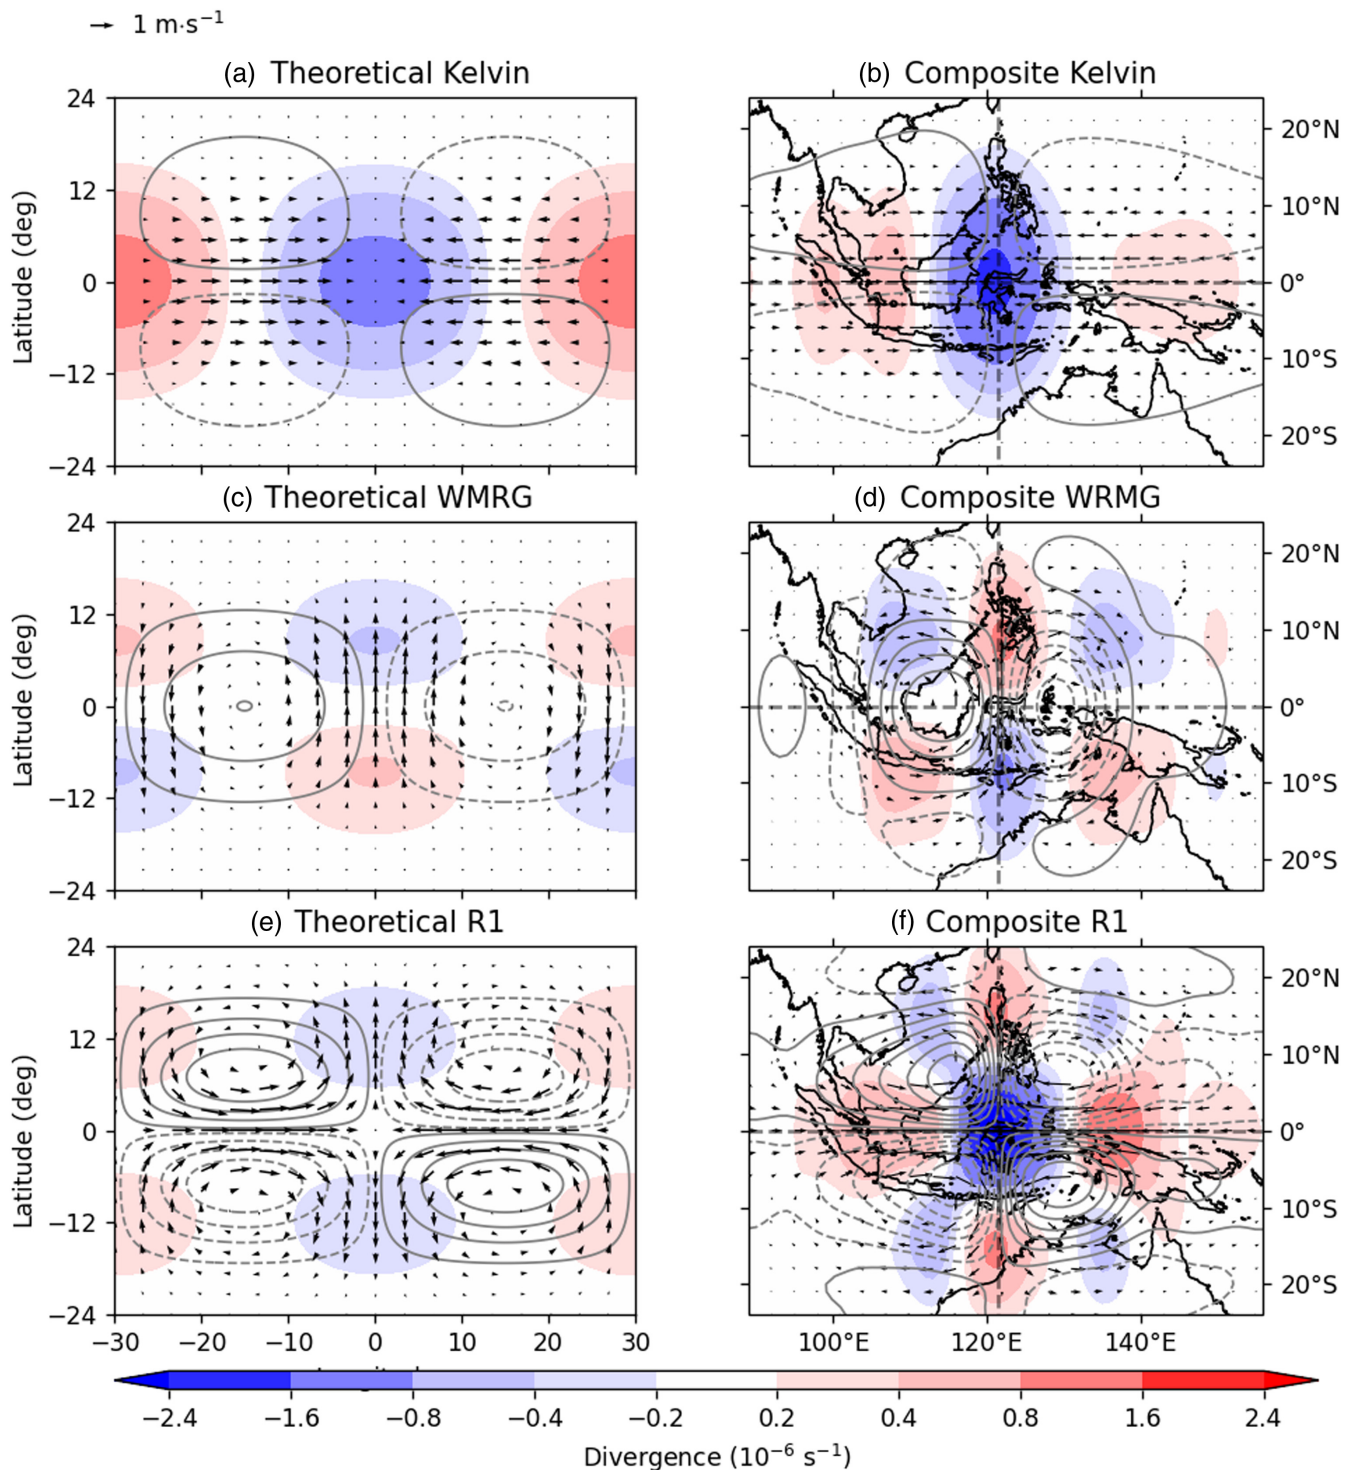 1 m·s⁻¹
(a) Theoretical Kelvin
(b) Composite Kelvin
24
12
0
−12
−24
Latitude (deg)
20°N
10°N
0°
10°S
20°S
(c) Theoretical WMRG
(d) Composite WRMG
24
12
0
−12
−24
Latitude (deg)
20°N
10°N
0°
10°S
20°S
(e) Theoretical R1
(f) Composite R1
24
12
0
−12
−24
Latitude (deg)
20°N
10°N
0°
10°S
20°S
−30 −20 −10 0 10 20 30
100°E 120°E 140°E
−2.4 −1.6 −0.8 −0.4 −0.2 0.2 0.4 0.8 1.6 2.4
Divergence (10⁻⁶ s⁻¹)